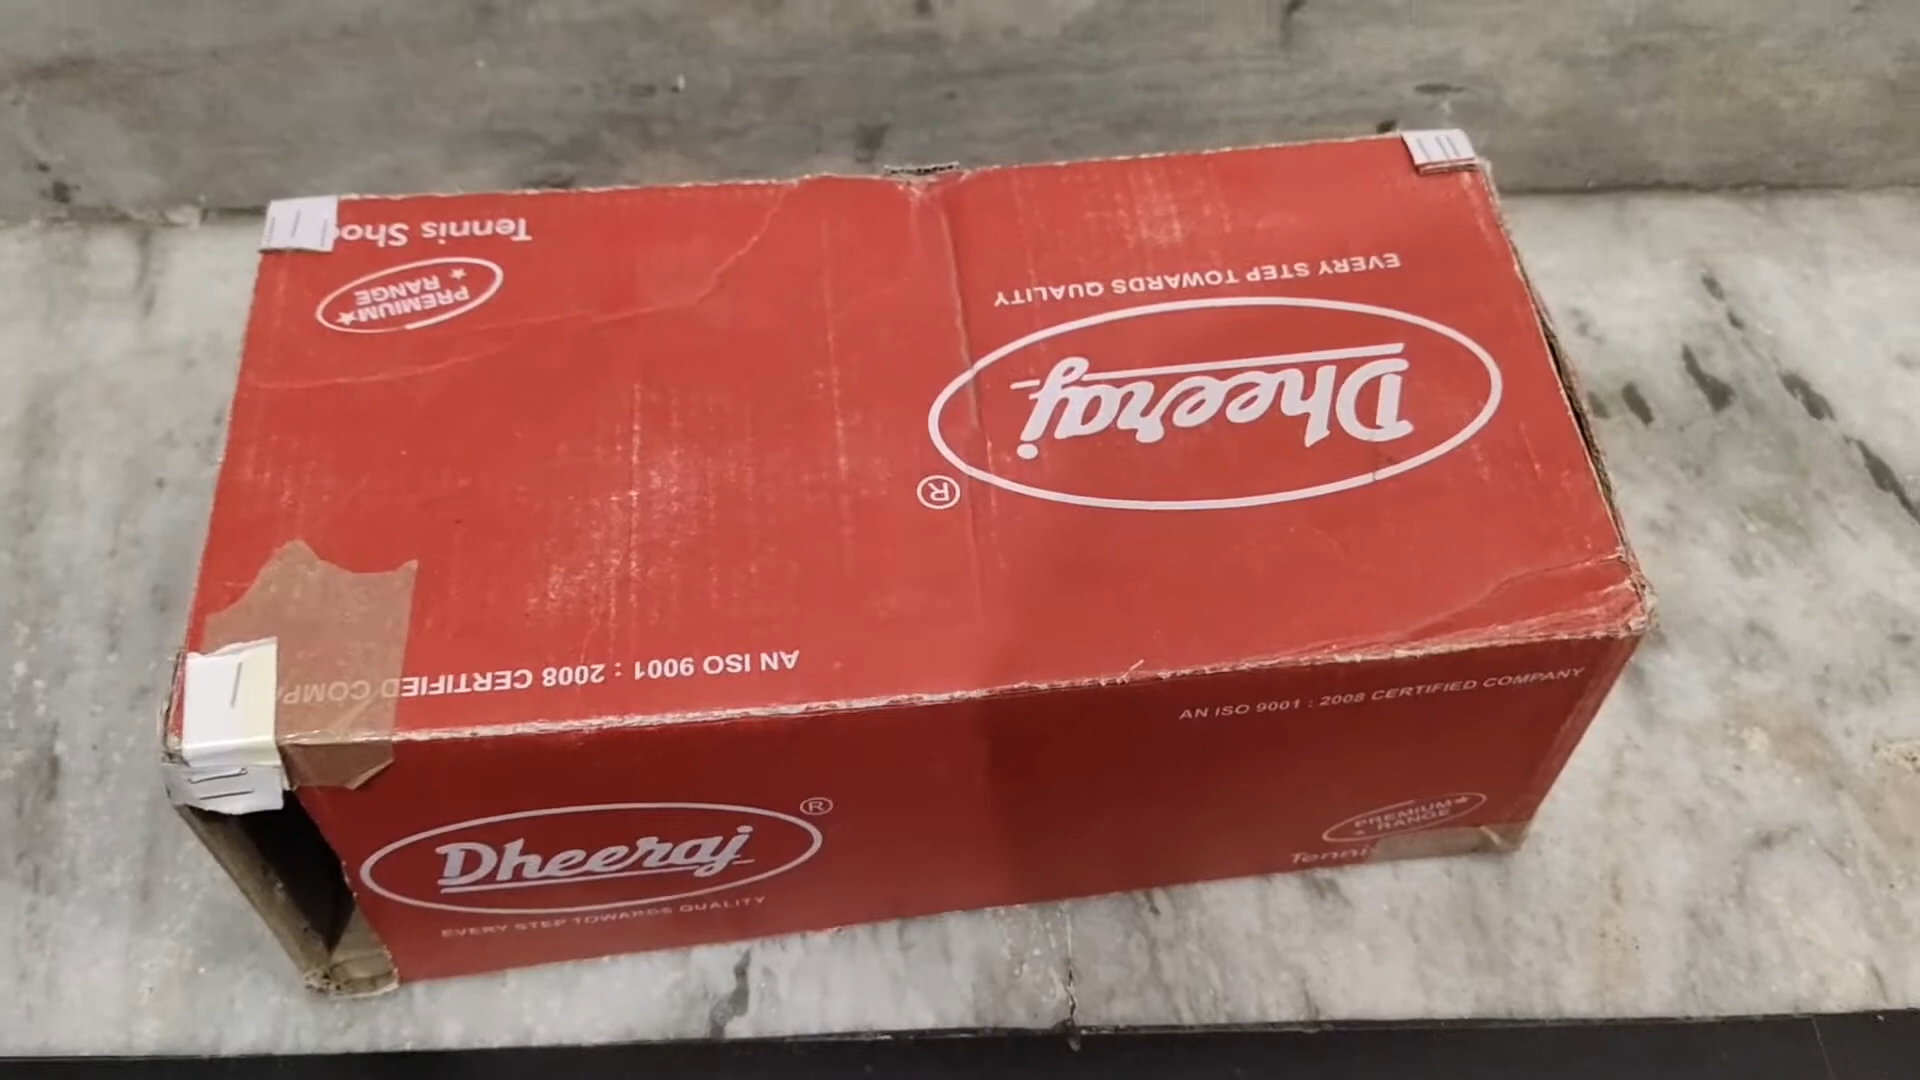 Tennis Sho
PREMIUM
RANGE
EVERY STEP TOWARDS QUALITY
Dheeraj
®
AN ISO 9001 : 2008 CERTIFIED COMPA
AN ISO 9001 : 2008 CERTIFIED COMPANY
Dheeraj ®
EVERY STEP TOWARDS QUALITY
PREMIUM
RANGE
Tenni